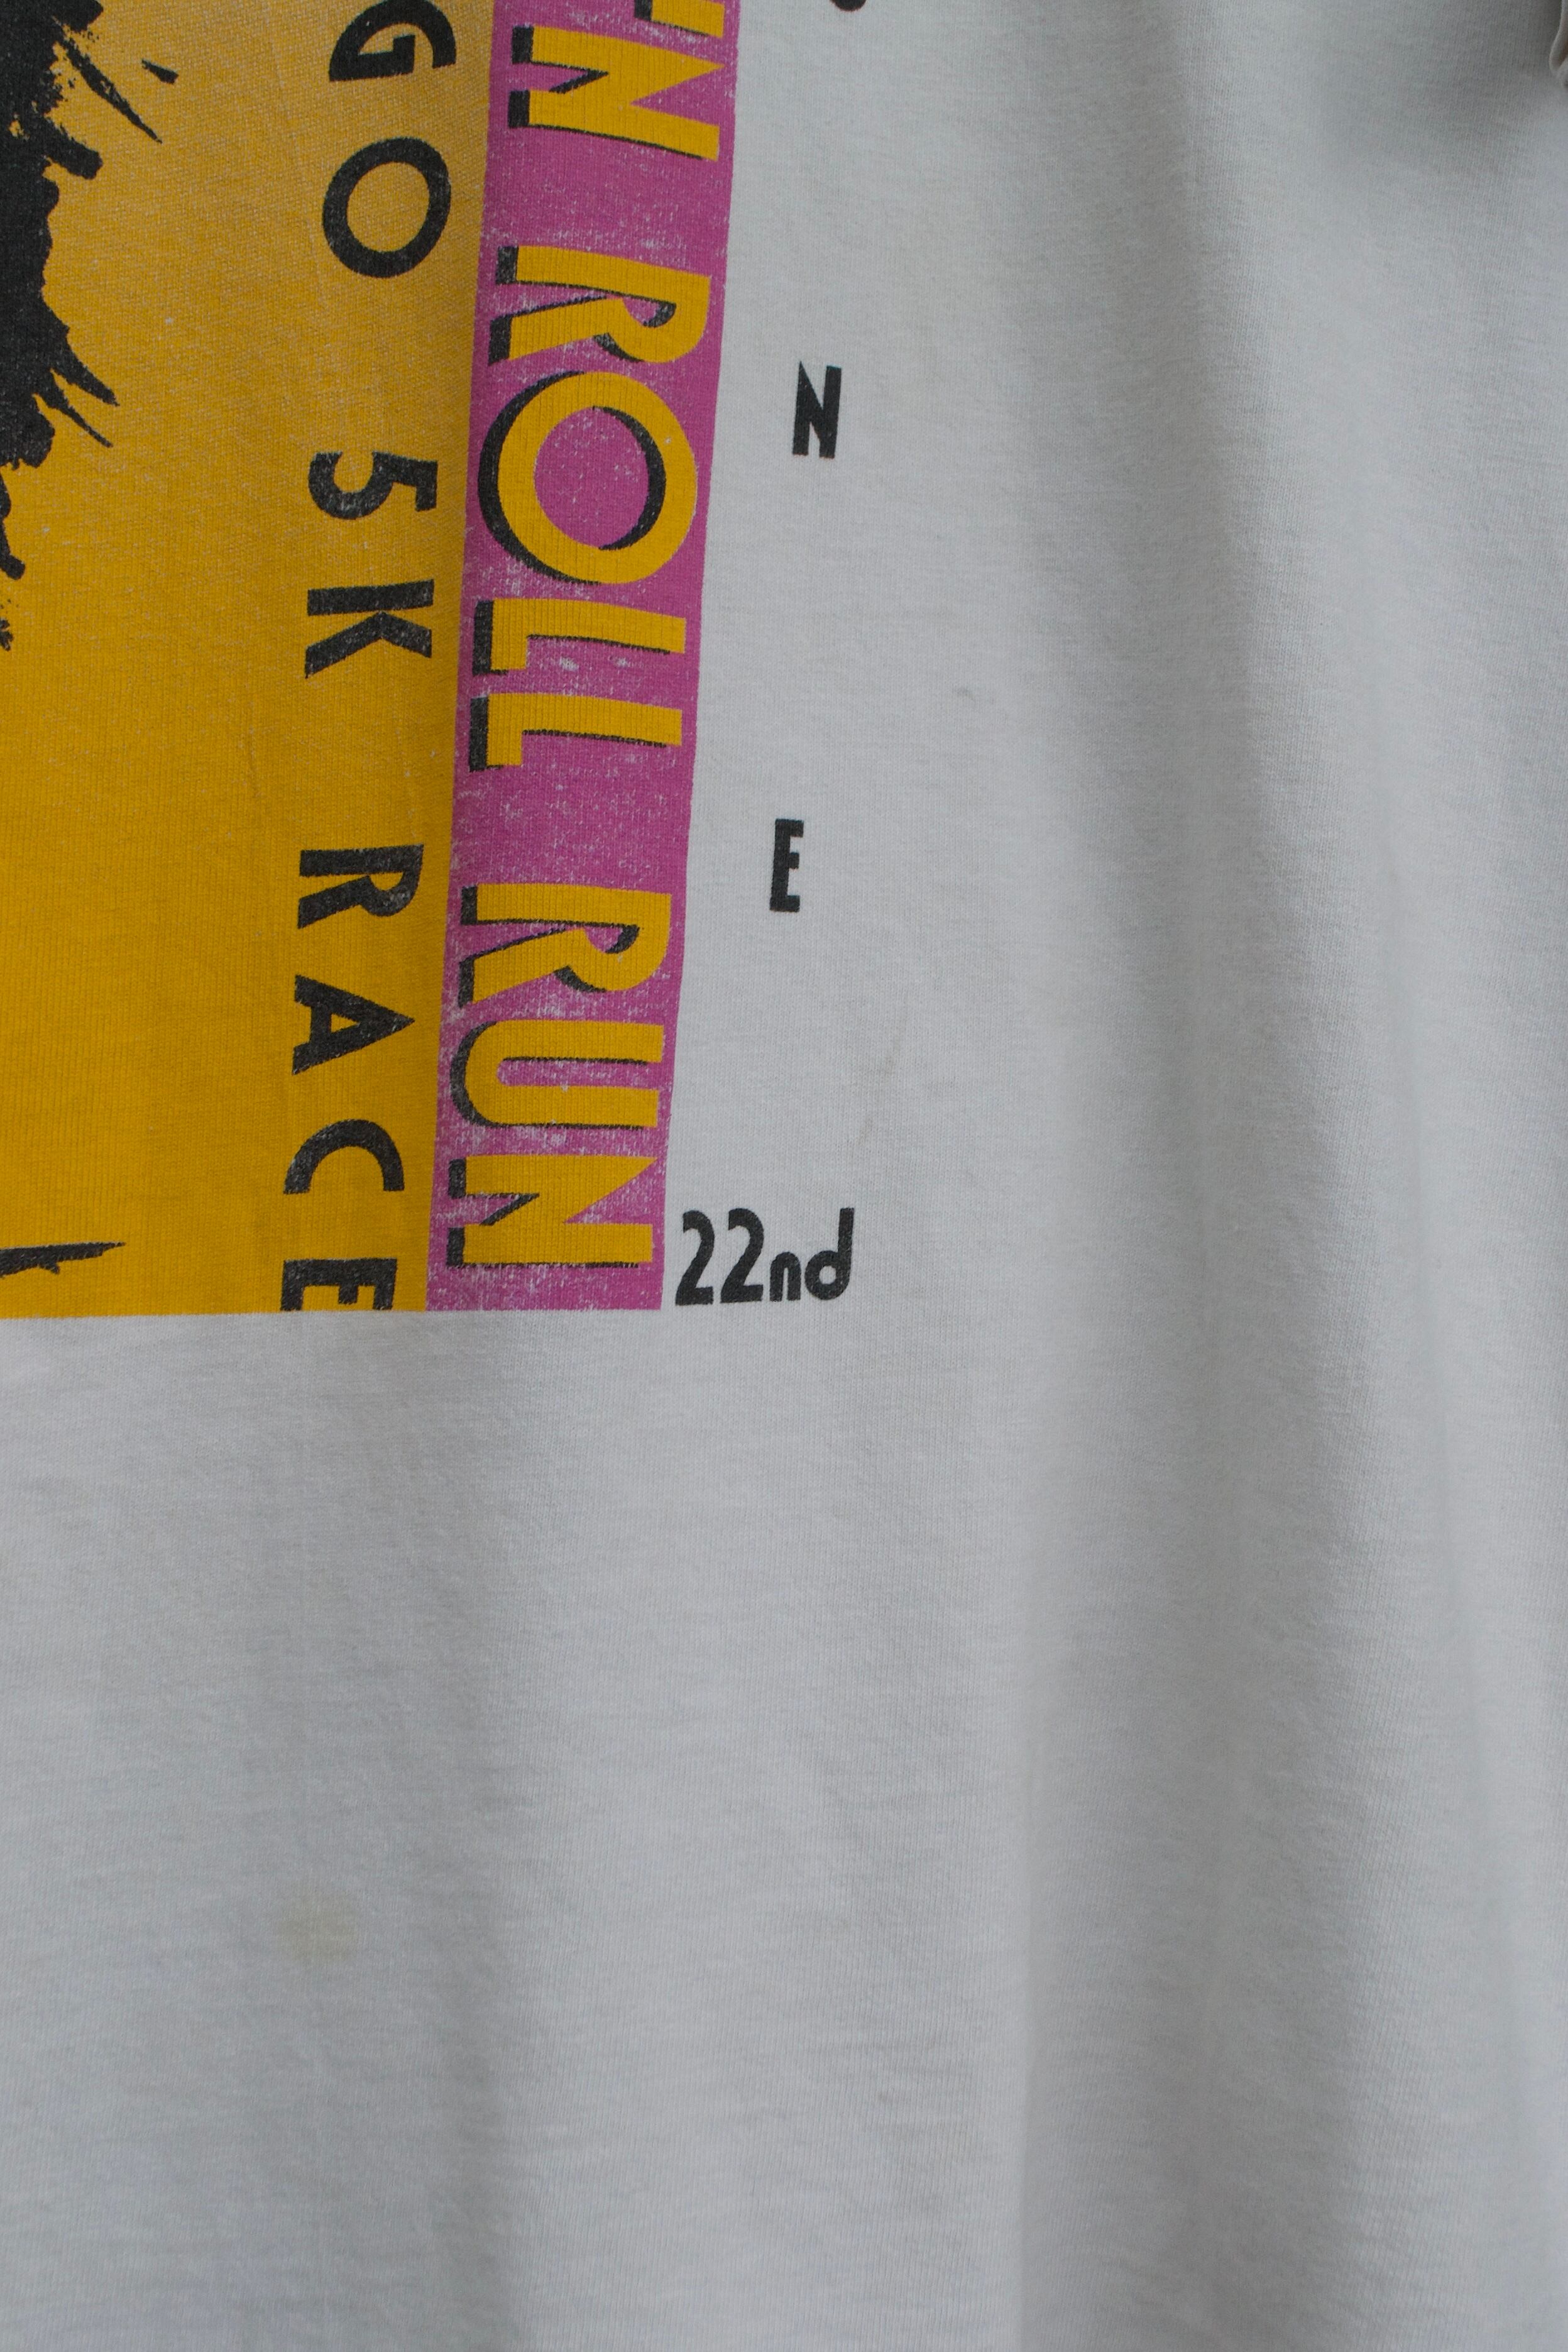 GO 5K RACE
'N ROLL RUN
N E
22nd